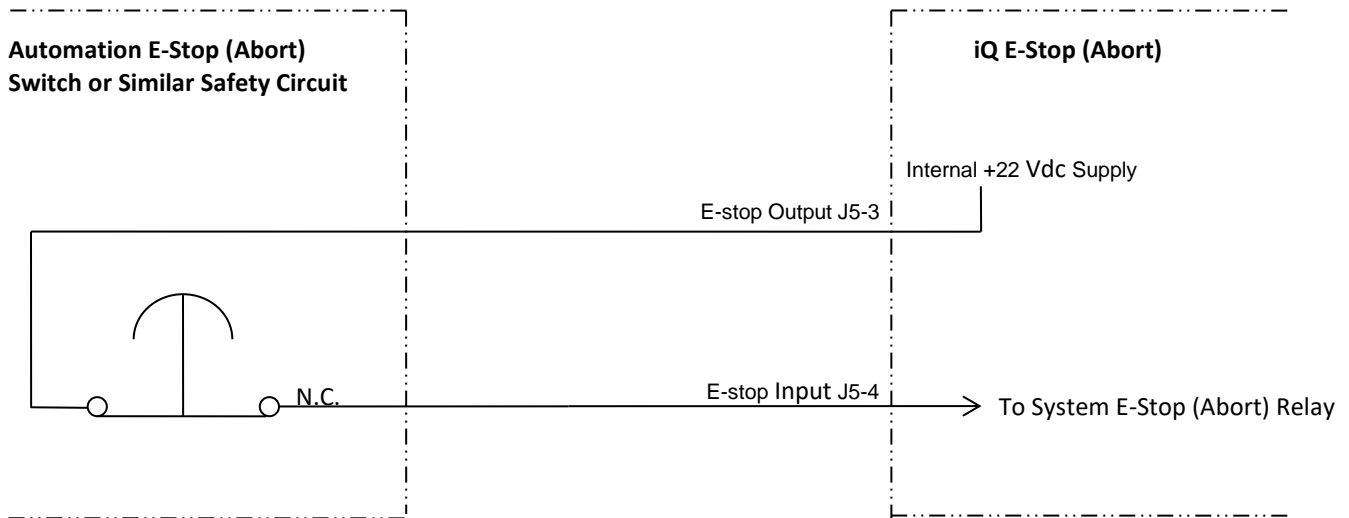 Automation E-Stop (Abort)
Switch or Similar Safety Circuit
iQ E-Stop (Abort)
Internal +22 Vdc Supply
E-stop Output J5-3
N.C.
E-stop Input J5-4
To System E-Stop (Abort) Relay